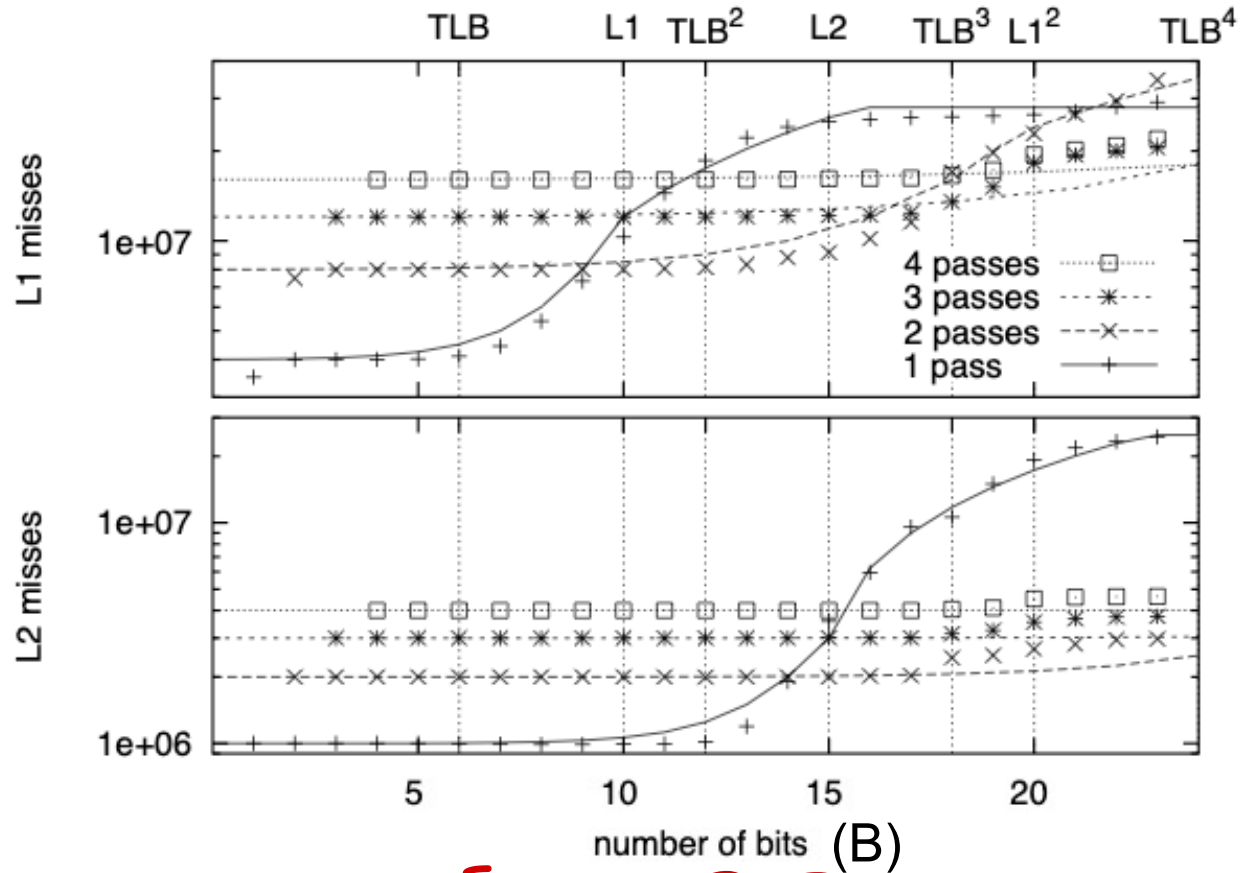 TLB L1 TLB² L2 TLB³ L1² TLB⁴
L1 misses
1e+07
4 passes
3 passes
2 passes
1 pass
L2 misses
1e+07
1e+06
5 10 15 20
number of bits (B)